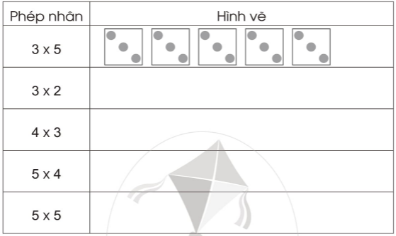 Phép nhân Hình vẽ
3 x 5
3 x 2
4 x 3
5 x 4
5 x 5